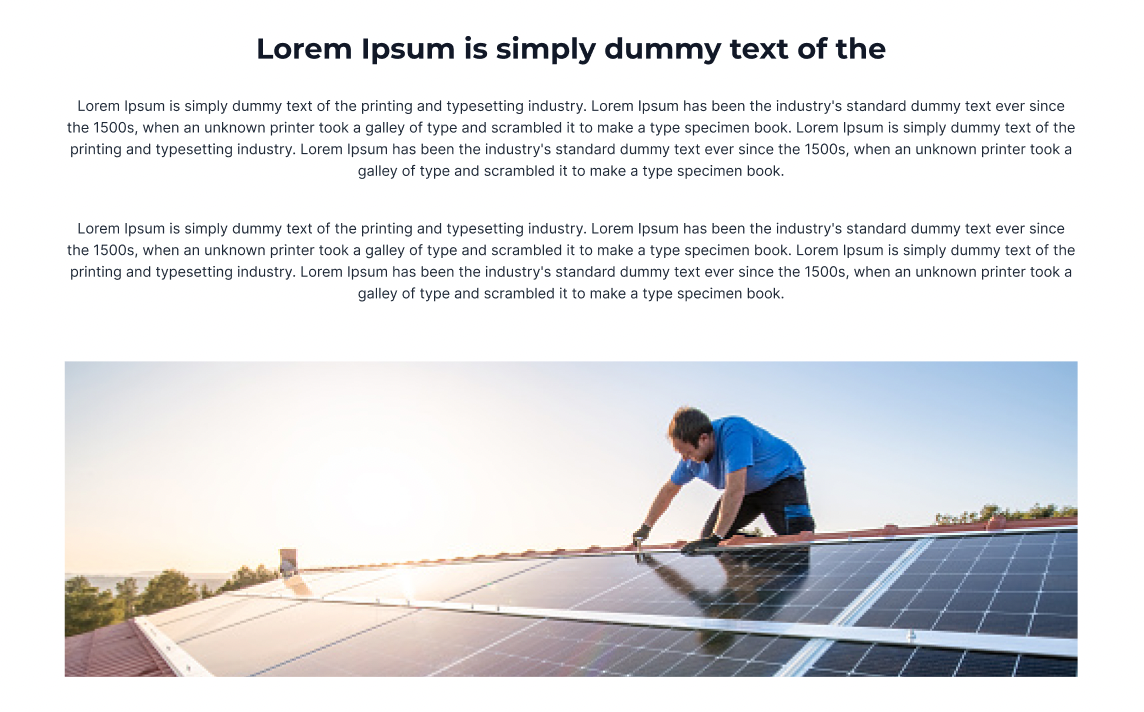 Lorem Ipsum is simply dummy text of the
Lorem Ipsum is simply dummy text of the printing and typesetting industry. Lorem Ipsum has been the industry's standard dummy text ever since
the 1500s, when an unknown printer took a galley of type and scrambled it to make a type specimen book. Lorem Ipsum is simply dummy text of the
printing and typesetting industry. Lorem Ipsum has been the industry's standard dummy text ever since the 1500s, when an unknown printer took a
galley of type and scrambled it to make a type specimen book.
Lorem Ipsum is simply dummy text of the printing and typesetting industry. Lorem Ipsum has been the industry's standard dummy text ever since
the 1500s, when an unknown printer took a galley of type and scrambled it to make a type specimen book. Lorem Ipsum is simply dummy text of the
printing and typesetting industry. Lorem Ipsum has been the industry's standard dummy text ever since the 1500s, when an unknown printer took a
galley of type and scrambled it to make a type specimen book.